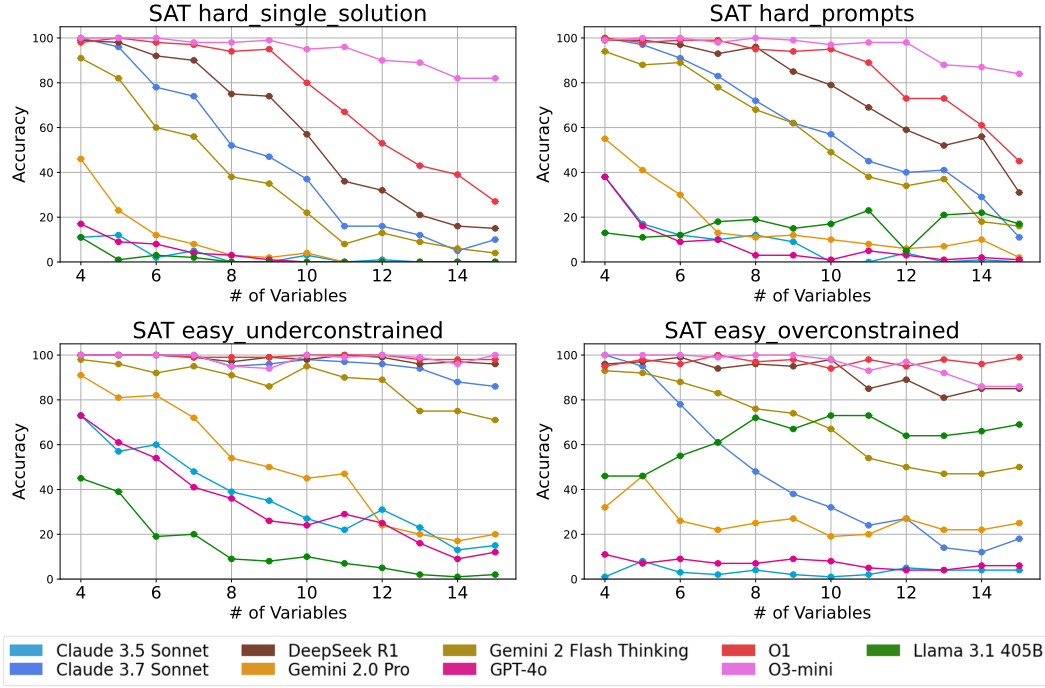 SAT hard_single_solution
SAT hard_prompts
100
80
60
40
20
0
Accuracy
4 6 8 10 12 14
# of Variables
100
80
60
40
20
0
Accuracy
4 6 8 10 12 14
# of Variables
SAT easy_underconstrained
SAT easy_overconstrained
100
80
60
40
20
0
Accuracy
4 6 8 10 12 14
# of Variables
100
80
60
40
20
0
Accuracy
4 6 8 10 12 14
# of Variables
Claude 3.5 Sonnet DeepSeek R1 Gemini 2 Flash Thinking O1 Llama 3.1 405B
Claude 3.7 Sonnet Gemini 2.0 Pro GPT-4o O3-mini